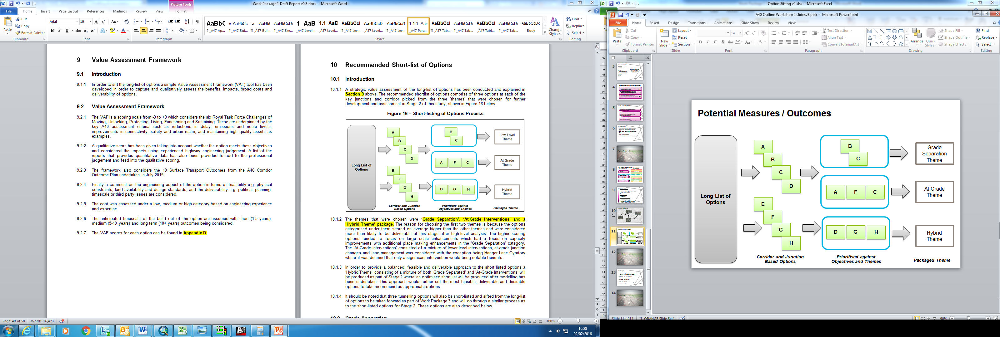 Work Package 1 Draft Report v0.3.docx - Microsoft Word
Picture Tools
File Home Insert Page Layout References Mailings Review View Format
Paste
Cut
Copy
Format Painter
Clipboard
Arial 10
Font
Paragraph
AaBbC AaBbCc AaBb( AaBbCcD 1 AaB 1.1 AaE AaBbCcI AaBbCcD AaBbCcD 1.1.1 AaE AaBbCcI AaBbCcD AaBbCcI AaBbCcD AaBbCcDd
_A47 Ap... _A47 Bul... _A47 Bul... _A47 Exe... _A47 Level... _A47 Level... _A47 Level... _A47 Level... _A47 Lev... _A47 Para... _A47 Tab... _A47 Tab... _A47 Tabl... _A47 Tab... Body
Styles
Change Styles
Find
Replace
Select
Editing
9 Value Assessment Framework
9.1 Introduction
9.1.1 In order to sift the long-list of options a simple Value Assessment Framework (VAF) tool has been
developed in order to capture and qualitatively assess the benefits, impacts, broad costs and
deliverability of options.
9.2 Value Assessment Framework
9.2.1 The VAF is a scoring scale from -3 to +3 which considers the six Royal Task Force Challenges of
Moving, Unlocking, Protecting, Living, Functioning and Sustaining. These are underpinned by the
key A40 assessment criteria such as reductions in delay, emissions and noise levels;
improvements in connectivity, safety and urban realm; and maintaining high quality assets as
examples.
9.2.2 A qualitative score has been given taking into account whether the option meets these objectives
and considered the impacts using experienced highway engineering judgement. A list of the
reports that provides quantitative data has also been provided to add to the professional
judgement and feed into the qualitative scoring.
9.2.3 The framework also considers the 10 Surface Transport Outcomes from the A40 Corridor
Outcome Plan undertaken in July 2015.
9.2.4 Finally a comment on the engineering aspect of the option in terms of feasibility e.g. physical
constraints, land availability and design standards; and the deliverability e.g. political, planning,
timescale or third party issues are considered.
9.2.5 The cost was assessed under a low, medium or high category based on engineering experience
and expertise.
9.2.6 The anticipated timescale of the build out of the option are assumed with short (1-5 years),
medium (5-10 years) and long term (10+ years) outcomes being considered.
9.2.7 The VAF scores for each option can be found in Appendix D.
10 Recommended Short-list of Options
10.1 Introduction
10.1.1 A strategic value assessment of the long-list of options has been conducted and explained in
Section 9 above. The recommended shortlist of options comprise of three options at each of the
key junctions and corridor picked from the three 'themes' that were chosen for further
development and assessment in Stage 2 of this study, shown in Figure 16 below.
Figure 16 – Short-listing of Options Process
Long List of
Options
A
B
C
D
E
F
G
H
B
C
A F C
D G H
Low Level
Theme
At Grade
Theme
Hybrid
Theme
Corridor and Junction
Based Options
Prioritised against
Objectives and Themes
Packaged Theme
10.1.2 The themes that were chosen were 'Grade Separation', 'At-Grade Interventions' and a
'Hybrid Theme' package. The reason for choosing the first two themes is because the options
categorised under them scored on average higher than the other themes and were considered
more than likely to be deliverable at this stage after high-level analysis. The higher scoring
options tended to focus on large scale enhancements which had a focus on capacity
improvements with additional place making enhancements in the 'Grade Separation' category.
The 'At-Grade Interventions' consisted of a mixture of lower level interventions, at-grade junction
changes and lane management was considered with the exception being Hanger Lane Gyratory
where it was deemed that only a significant intervention would bring notable benefits.
10.1.3 In order to provide a balanced, feasible and deliverable approach to the short listed options a
'Hybrid Theme' consisting of a mixture of both 'Grade Separated' and 'At-Grade Interventions' will
be produced as part of Stage 2 where an optimised short list will be produced after modelling has
been undertaken. This approach would further sift the most feasible, deliverable and desirable
options to take recommend as appropriate options.
10.1.4 It should be noted that three tunnelling options will also be short-listed and sifted from the long-list
of options to be taken forward as part of Work Package 3 and will go through a similar process as
to the short-listed options for Stage 2. These options are also described below.
Page: 48 of 58 Words: 16,428 100%
16:28
02/02/2016
Option Sifting v4.xlsx - Microsoft Excel
A40 Outline Workshop 2 slidesv3.pptx - Microsoft PowerPoint
File Home Insert Design Transitions Animations Slide Show Review View
Paste
Cut
Copy
Format Painter
Clipboard
New Slide
Layout
Reset
Section
Slides
14
Font
Text Direction
Align Text
Convert to SmartArt
Paragraph
Arrange
Quick Styles
Shape Fill
Shape Outline
Shape Effects
Drawing
Find
Replace
Select
Editing
3
4
5
6
7
8
9
10
11
12
13
14
Potential Measures / Outcomes
Long List of
Options
A
B
C
D
E
F
G
H
B
C
A F C
D G H
Grade
Separation
Theme
At Grade
Theme
Hybrid
Theme
Corridor and Junction
Based Options
Prioritised against
Objectives and Themes
Packaged Theme
Slide 11 of 14 "1_ORANGE Slide Set" 90%